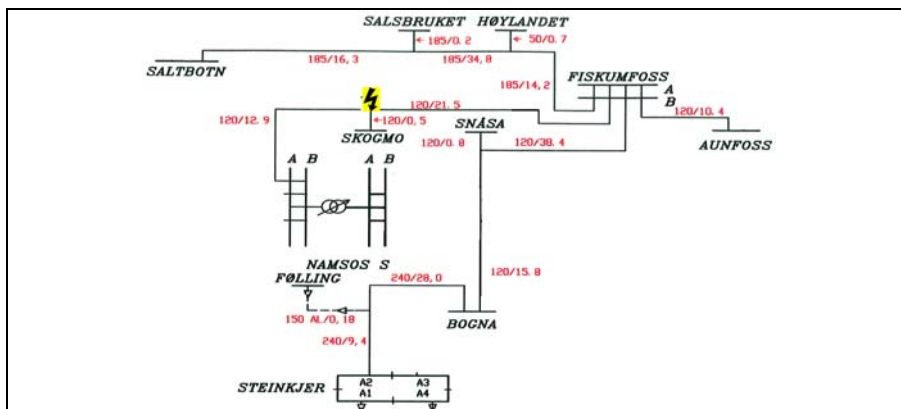 SALSBRUKET HØYLANDET
185/0.2
50/0.7
SALTBOTN
185/16,3
185/34,8
185/14,2
FISKUMFOSS
A
B
120/21.5
120/12.9
120/0,5
SKOGMO
SNÅSA
120/0.8
120/38.4
120/10.4
AUNFOSS
A B
A B
NAMSOS S
FØLLING
240/28,0
120/15.8
150 AL/0,18
BOGNA
240/9,4
STEINKJER
A2 A3
A1 A4